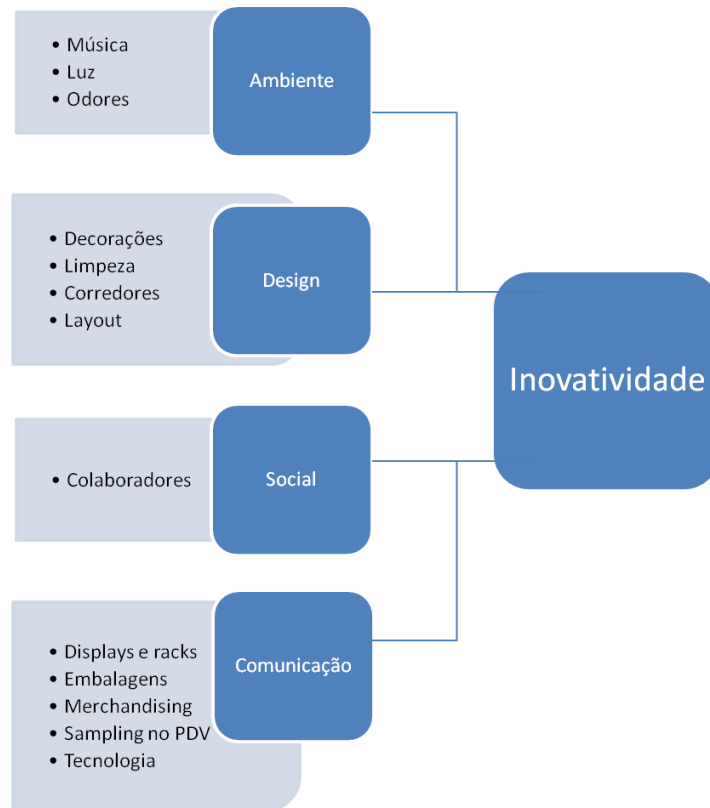 • Música
• Luz
• Odores
Ambiente
• Decorações
• Limpeza
• Corredores
• Layout
Design
Inovatividade
• Colaboradores
Social
• Displays e racks
• Embalagens
• Merchandising
• Sampling no PDV
• Tecnologia
Comunicação